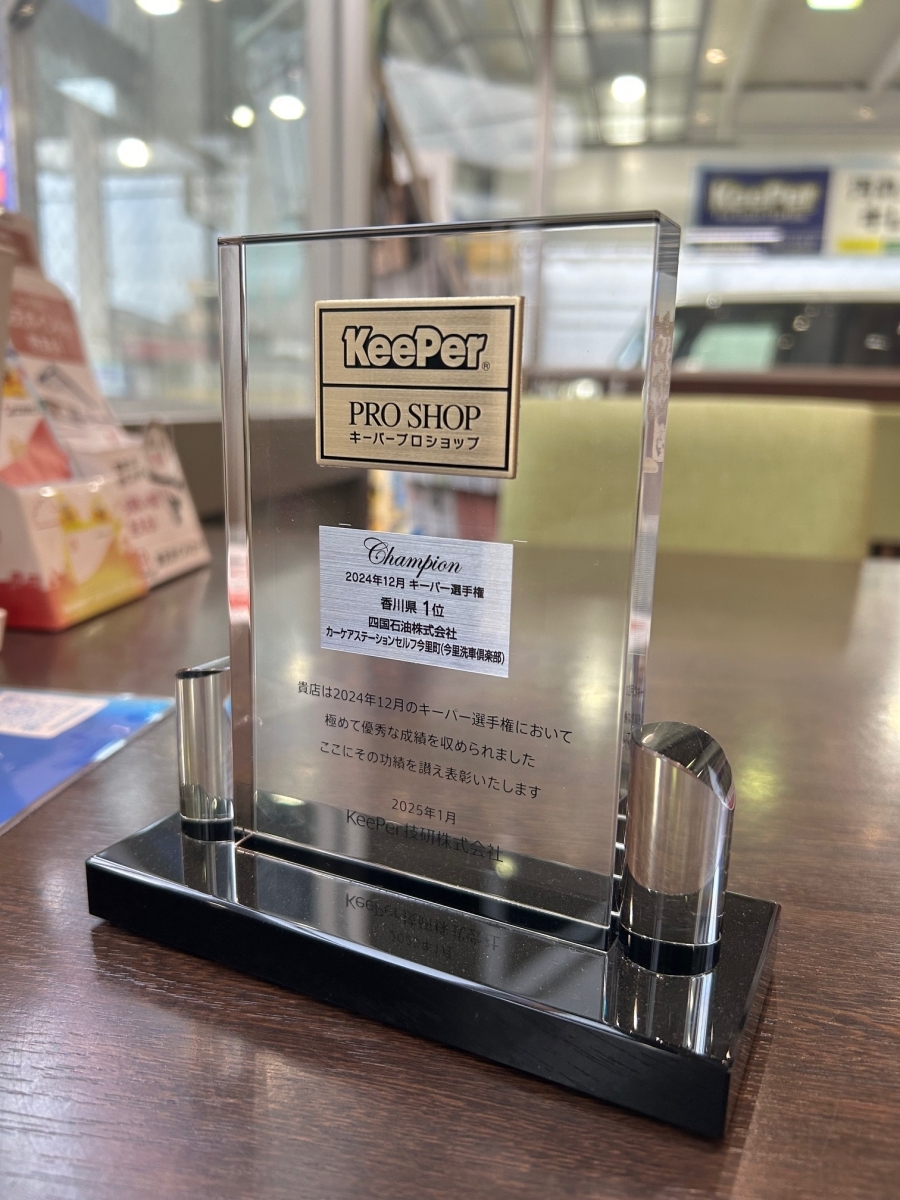 KeePer
KeePer®
PRO SHOP
キーパープロショップ
Champion
2024年12月 キーパー選手権
香川県 1位
四国石油株式会社
カーケアステーションセルフ今里町(今里洗車倶楽部)
貴店は2024年12月のキーパー選手権において
極めて優秀な成績を収められました
ここにその功績を讃え表彰いたします
2025年1月
KeePer技研株式会社